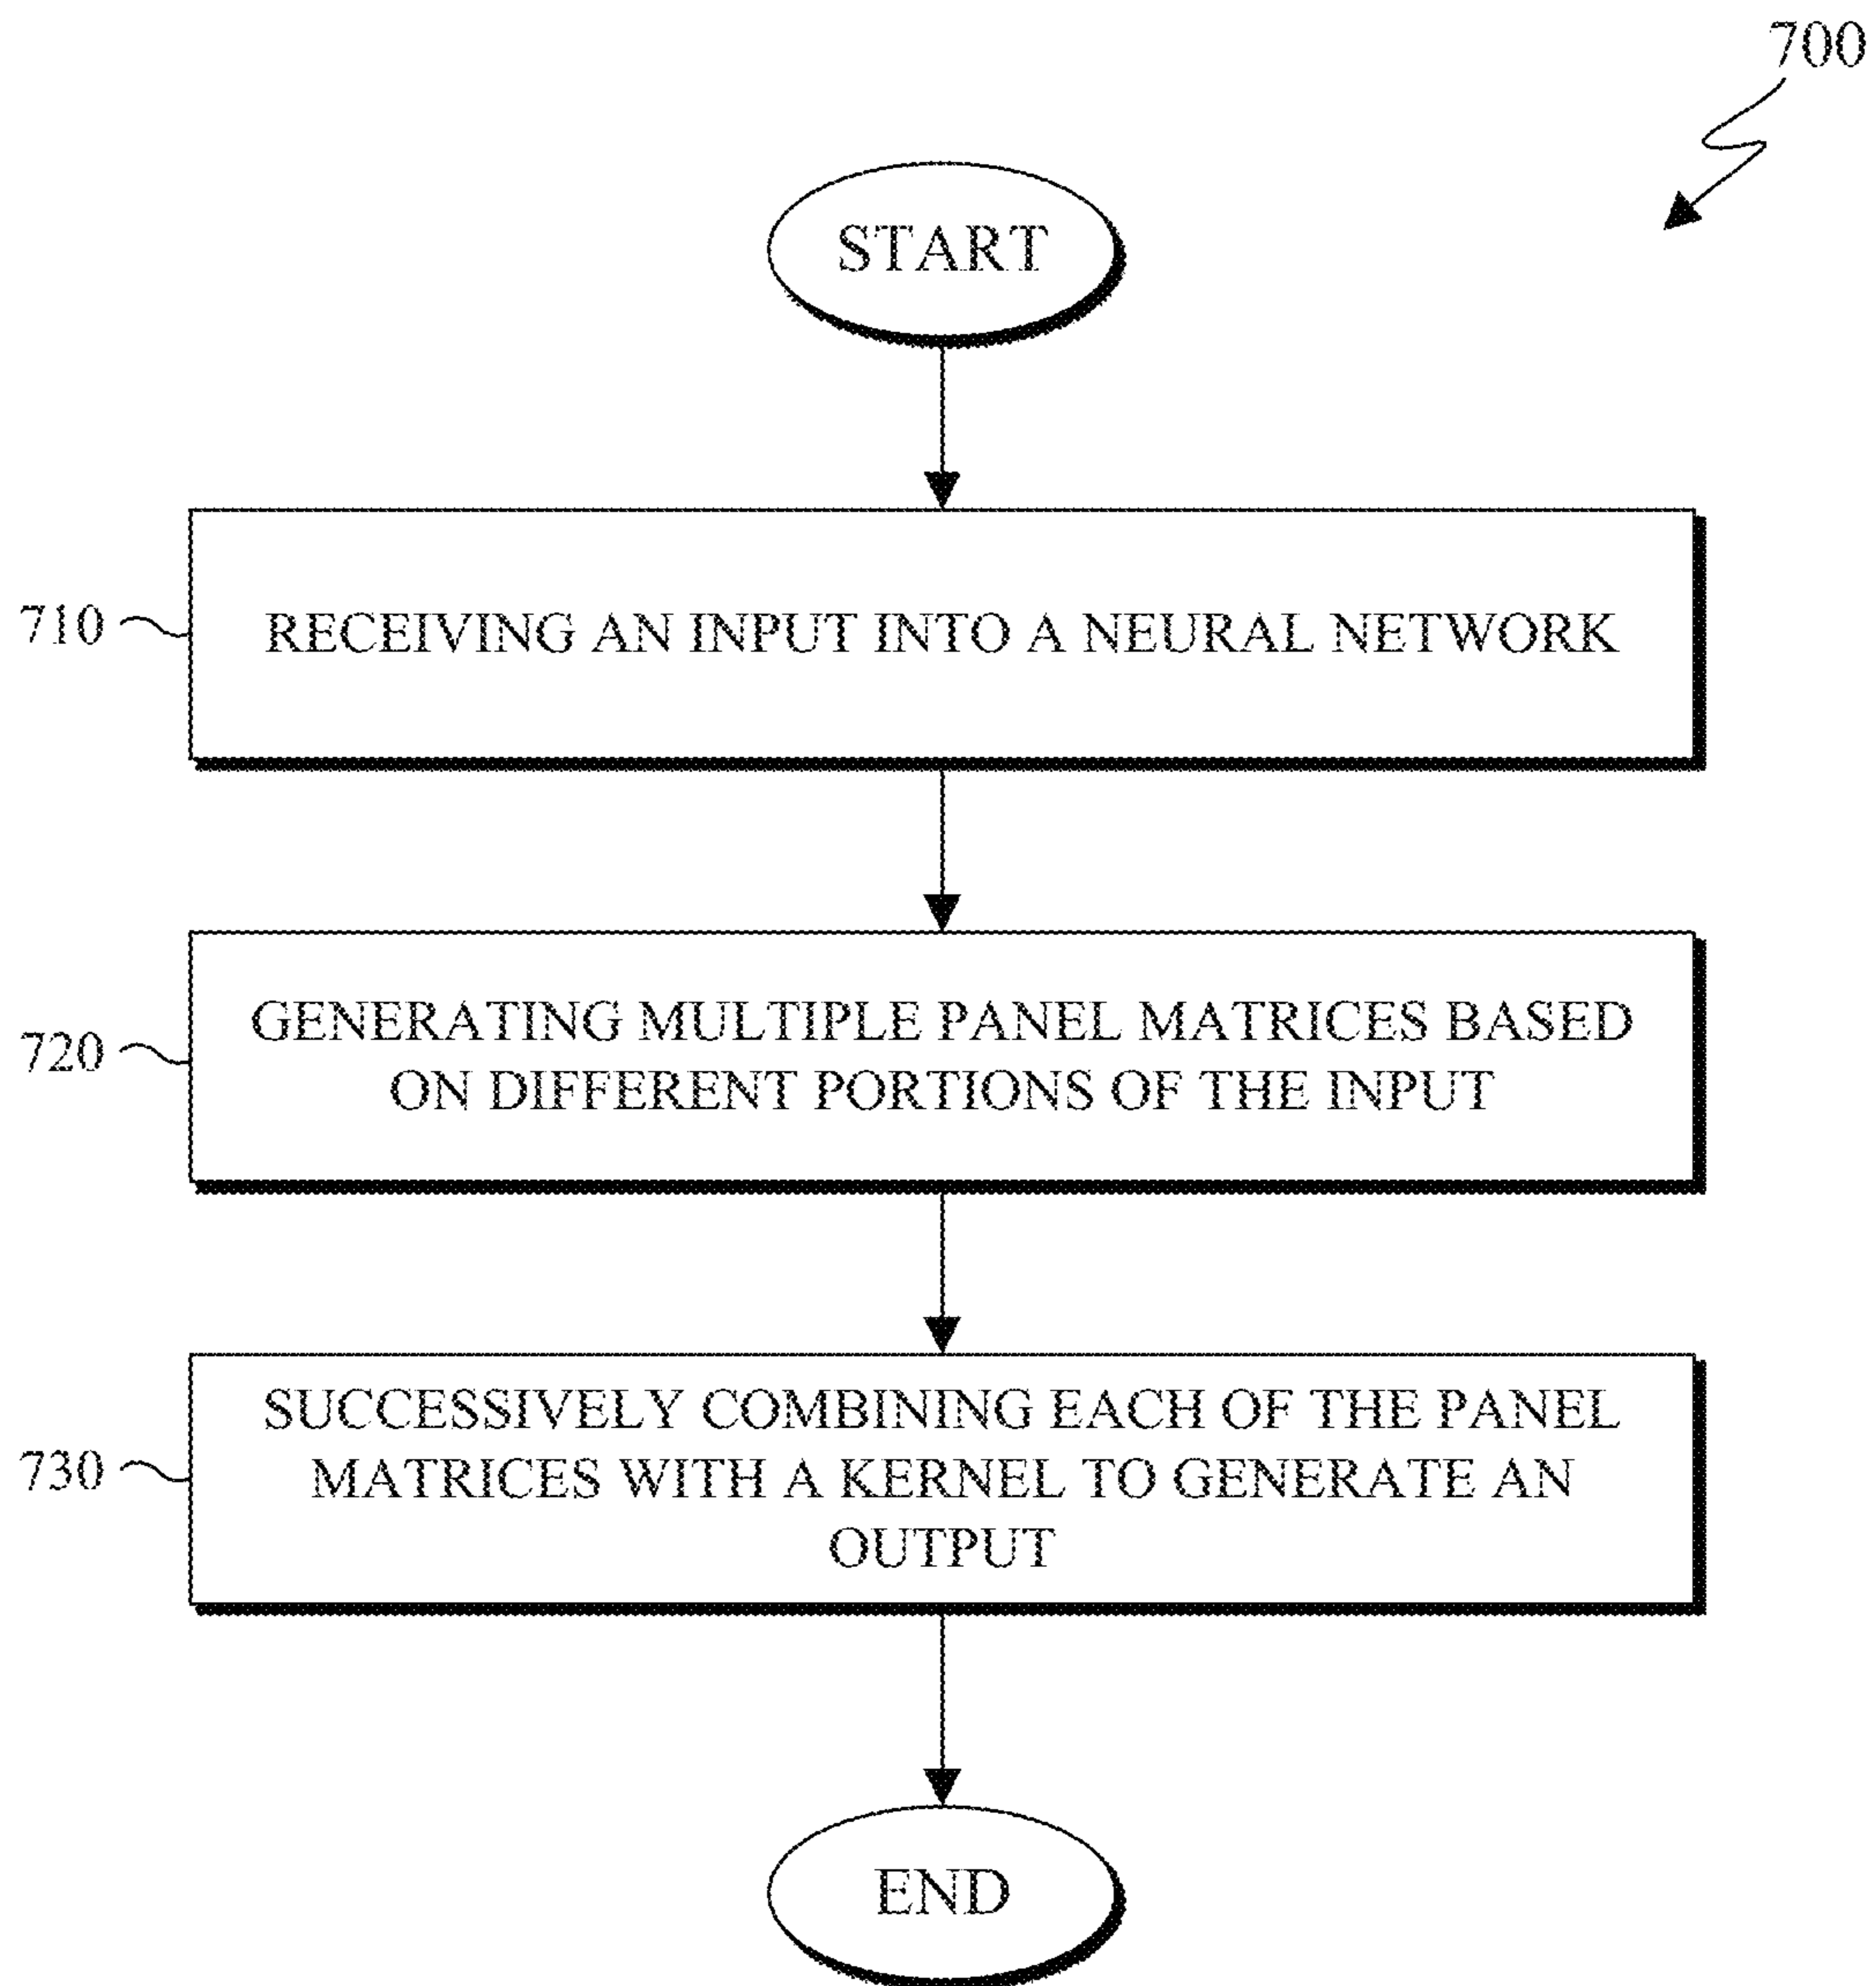 700
START
710
RECEIVING AN INPUT INTO A NEURAL NETWORK
720
GENERATING MULTIPLE PANEL MATRICES BASED
ON DIFFERENT PORTIONS OF THE INPUT
730
SUCCESSIVELY COMBINING EACH OF THE PANEL
MATRICES WITH A KERNEL TO GENERATE AN
OUTPUT
END